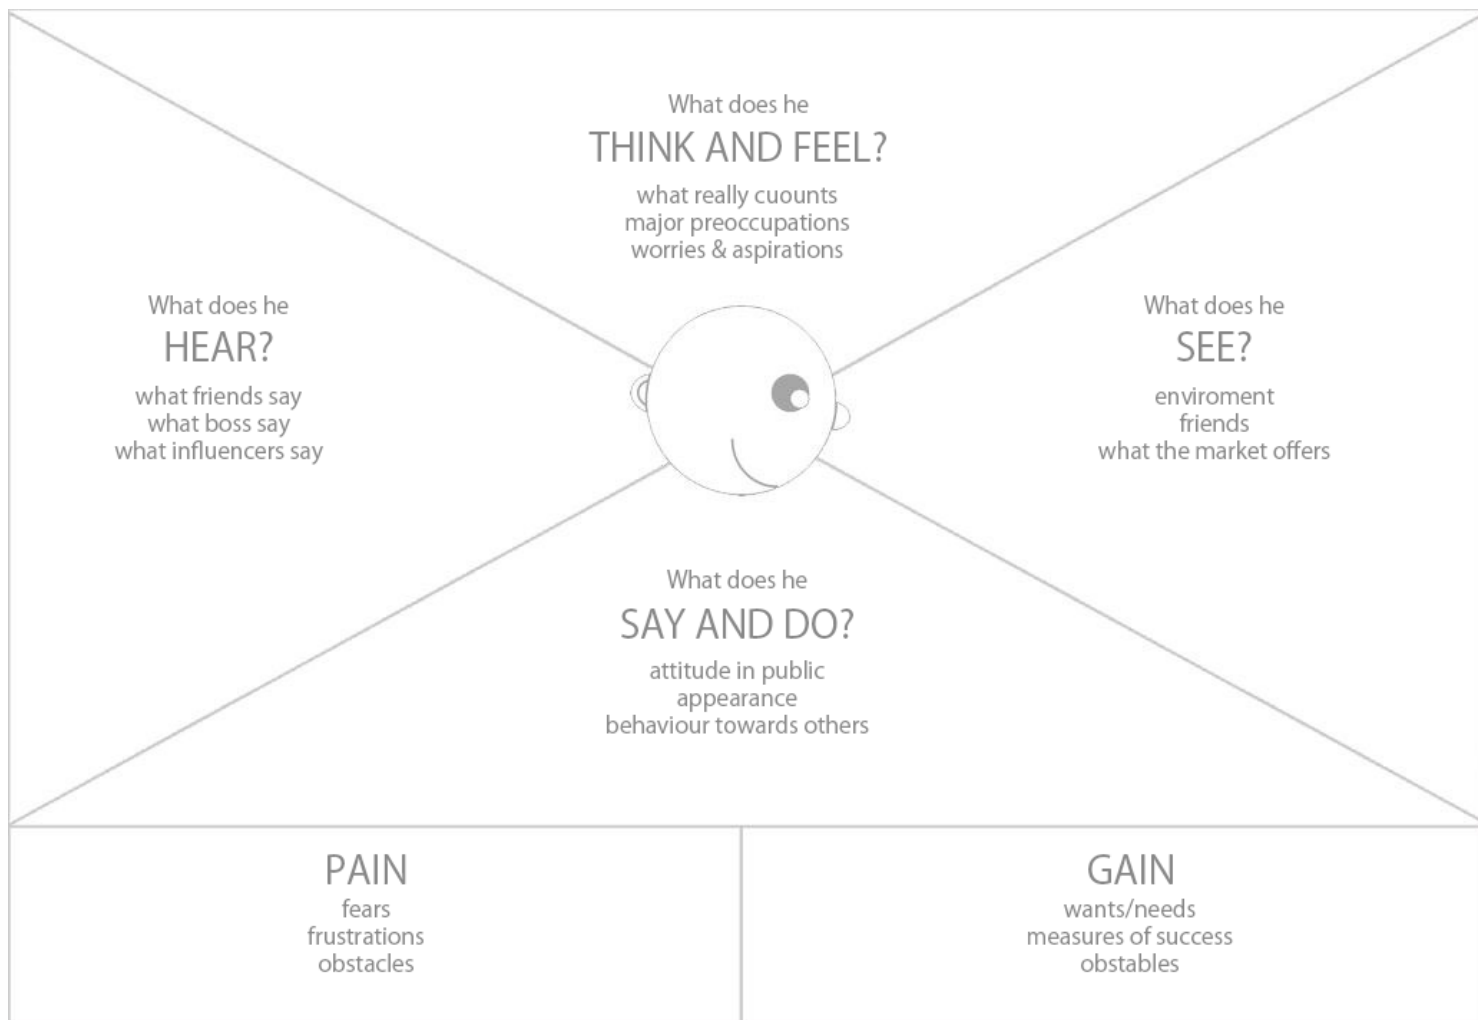 What does he
THINK AND FEEL?
what really cuounts
major preoccupations
worries & aspirations
What does he
HEAR?
what friends say
what boss say
what influencers say
What does he
SEE?
enviroment
friends
what the market offers
What does he
SAY AND DO?
attitude in public
appearance
behaviour towards others
PAIN
fears
frustrations
obstacles
GAIN
wants/needs
measures of success
obstables